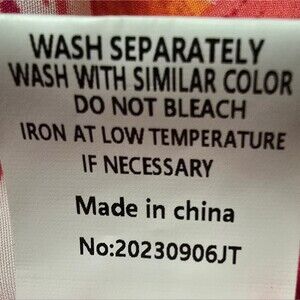 WASH SEPARATELY
WASH WITH SIMILAR COLOR
DO NOT BLEACH
IRON AT LOW TEMPERATURE
IF NECESSARY
Made in china
No:20230906JT